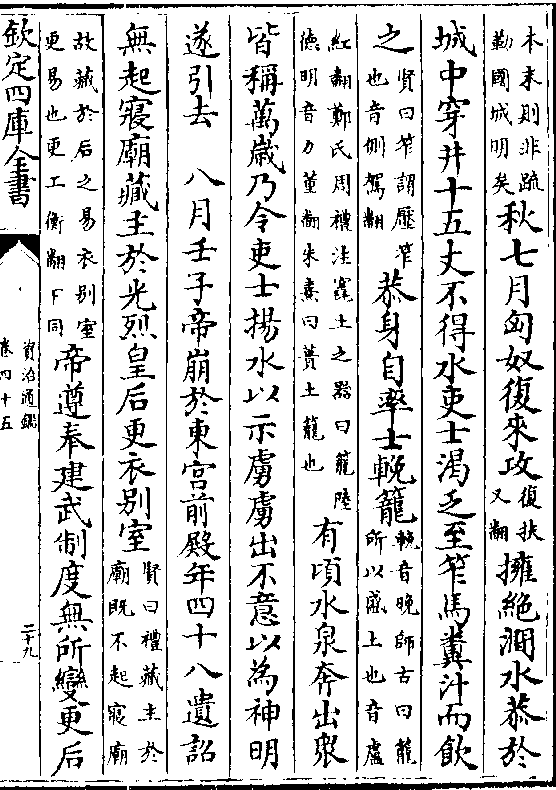 本末則非疏勒國城明矣秋七月匈奴復來攻復扶又翻擁絶澗水恭於
城中穿井十五丈不得水吏士渴乏至笮馬糞汁而飲
之賢曰笮謂壓笮也音側駕翻恭身自率士輓籠輓音晚師古曰籠所以盛土也音盧
紅翻鄭氏周禮注窶土之器曰籠陸德明音力董翻朱熹曰蕢土籠也有頃水泉奔出衆
皆稱萬歲乃令吏士揚水以示虜虜出不意以為神明
遂引去 八月壬子帝崩於東宮前殿年四十八遺詔
無起寢廟藏主於光烈皇后更衣别室賢曰禮藏主於廟既不起寢廟
故藏於后之易衣别室更易也更工衡翻下同帝遵奉建武制度無所變更后
欽定四庫全書
資治通鑑
卷四十五
二十九